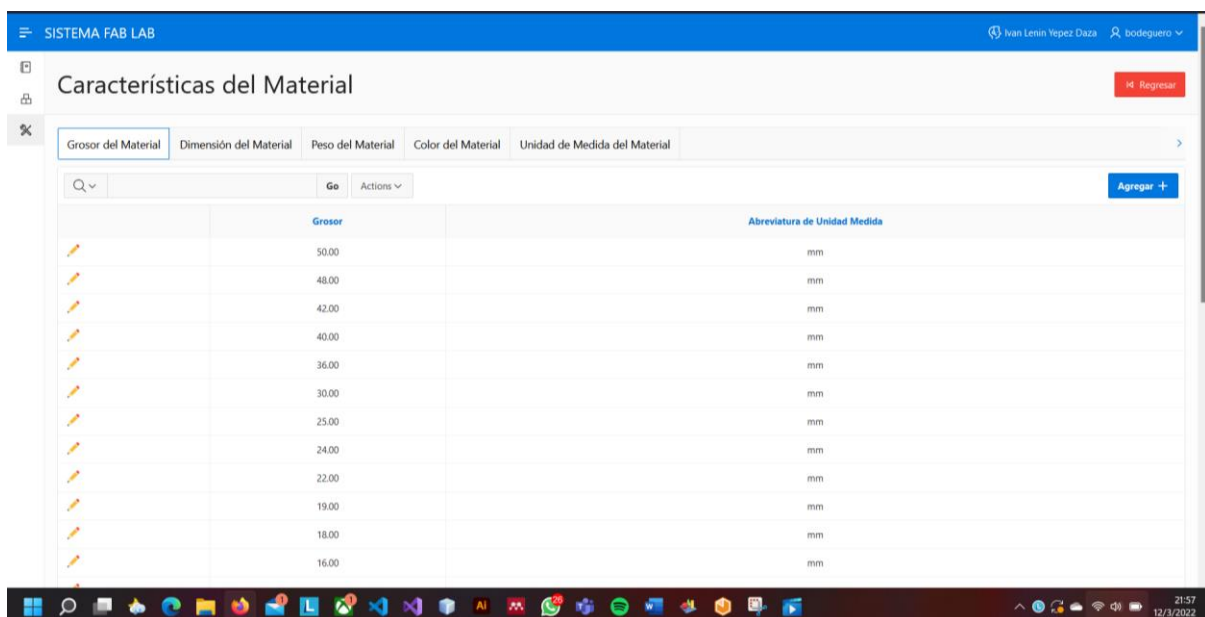 SISTEMA FAB LAB
Ivan Lenin Yepez Daza bodeguero
Características del Material
Regresar
Grosor del Material Dimensión del Material Peso del Material Color del Material Unidad de Medida del Material
Go Actions Agregar +
Grosor Abreviatura de Unidad Medida
50.00 mm
48.00 mm
42.00 mm
40.00 mm
36.00 mm
30.00 mm
25.00 mm
24.00 mm
22.00 mm
19.00 mm
18.00 mm
16.00 mm
L Ai 26
21:57
12/3/2022